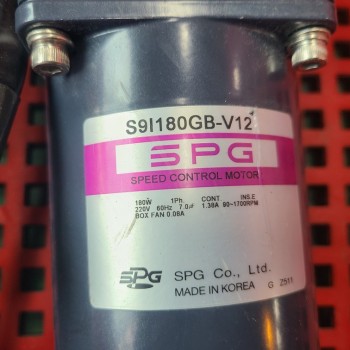 S9I180GB-V12
SPG
SPEED CONTROL MOTOR
180W 1Ph. CONT. INS.E
220V 60Hz 7.0㎌ 1.38A 90~1700RPM
BOX FAN 0.08A
SPG SPG Co., Ltd.
MADE IN KOREA G Z511